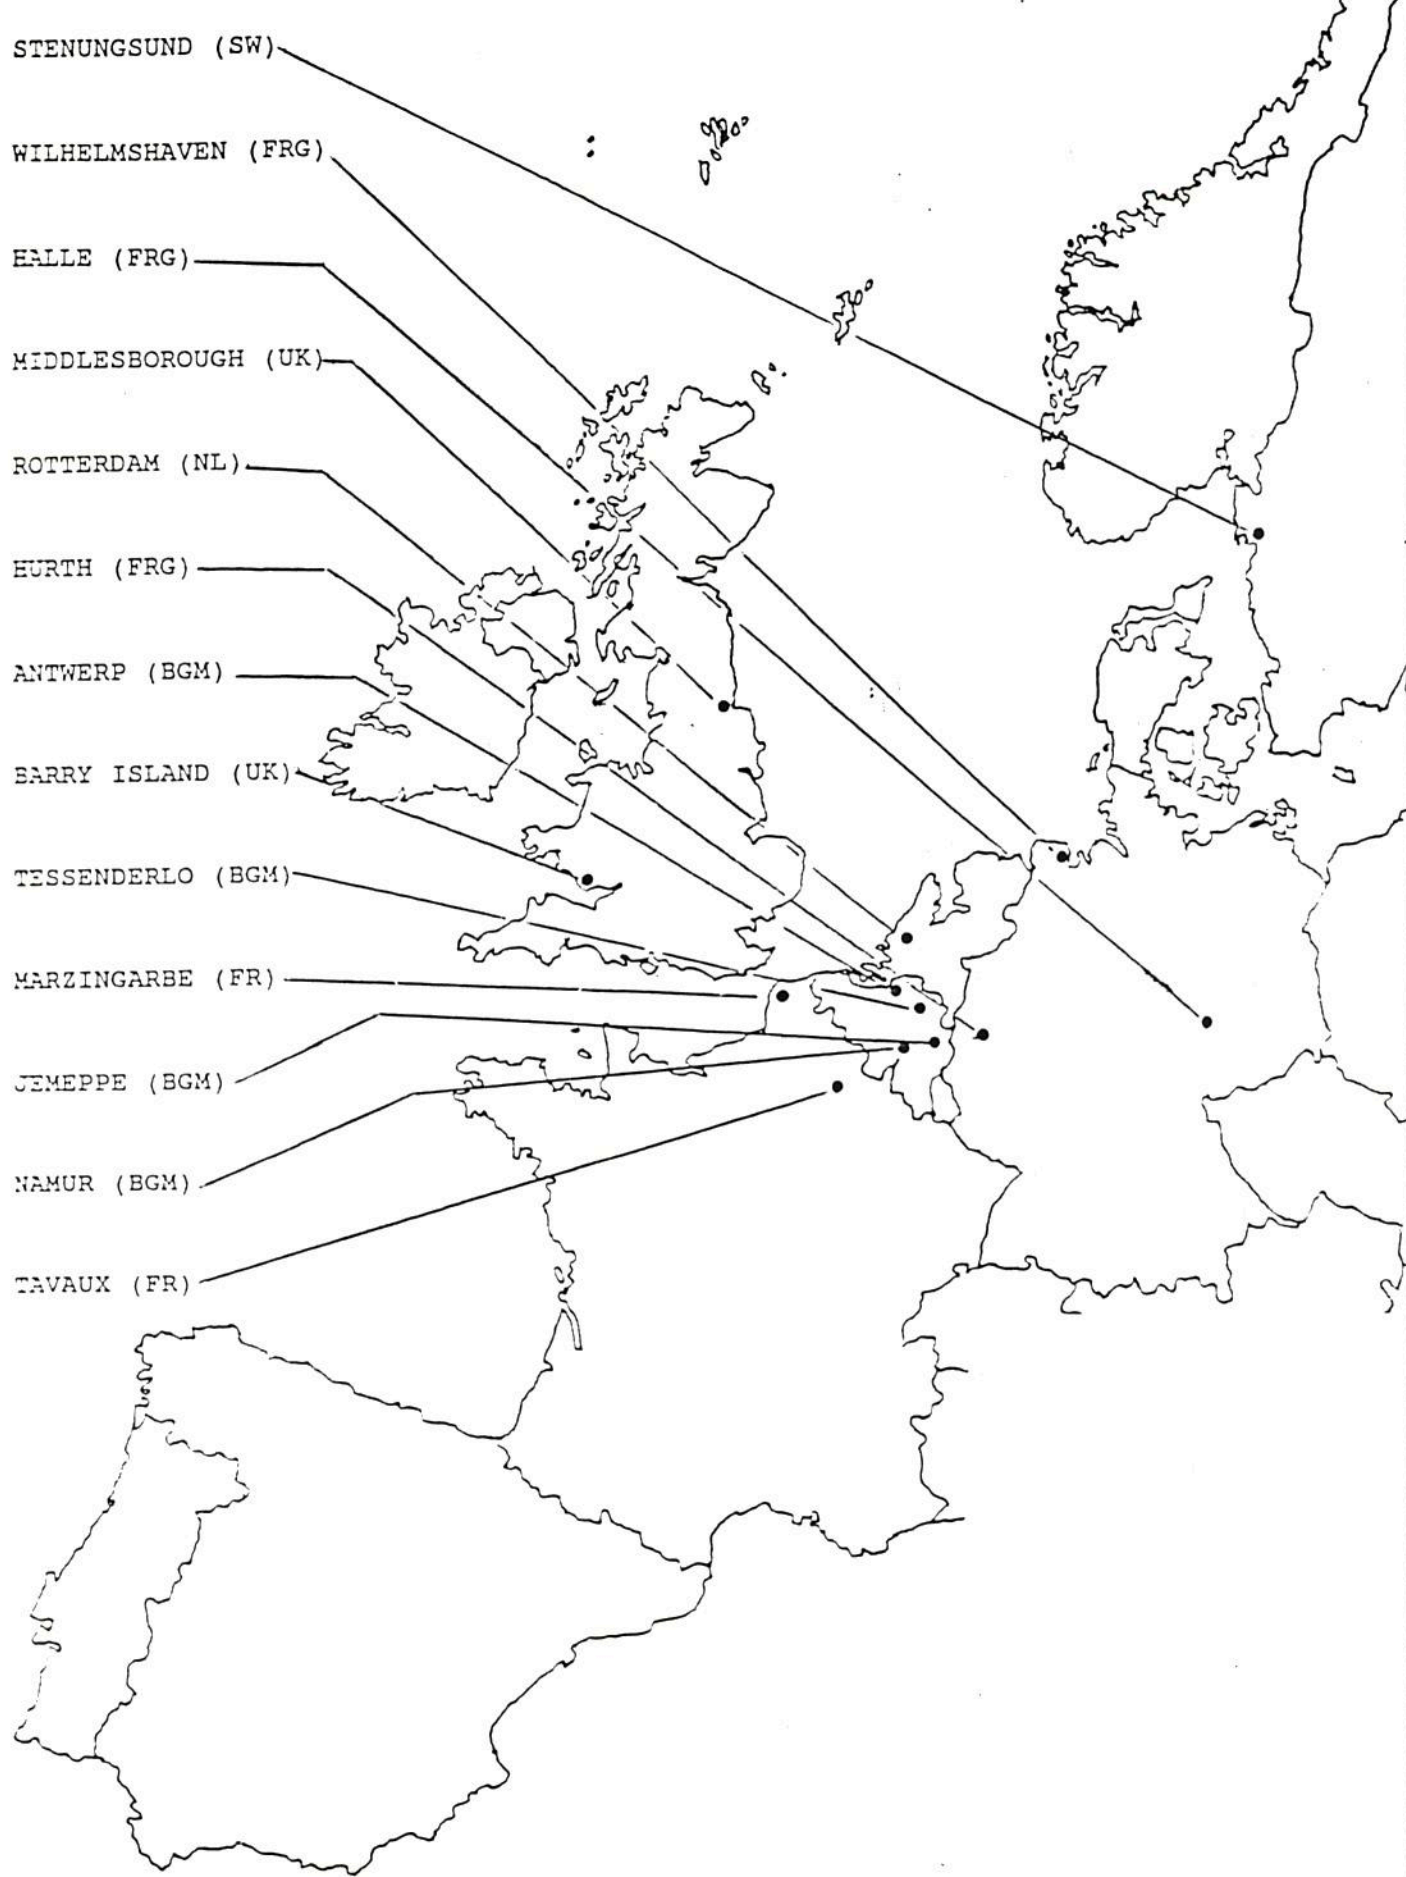 STENUNGSUND (SW)
WILHELMSHAVEN (FRG)
HALLE (FRG)
MIDDLESBOROUGH (UK)
ROTTERDAM (NL)
HURTH (FRG)
ANTWERP (BGM)
BARRY ISLAND (UK)
TESSENDERLO (BGM)
MARZINGARBE (FR)
JEMEPPE (BGM)
NAMUR (BGM)
TAVAUX (FR)